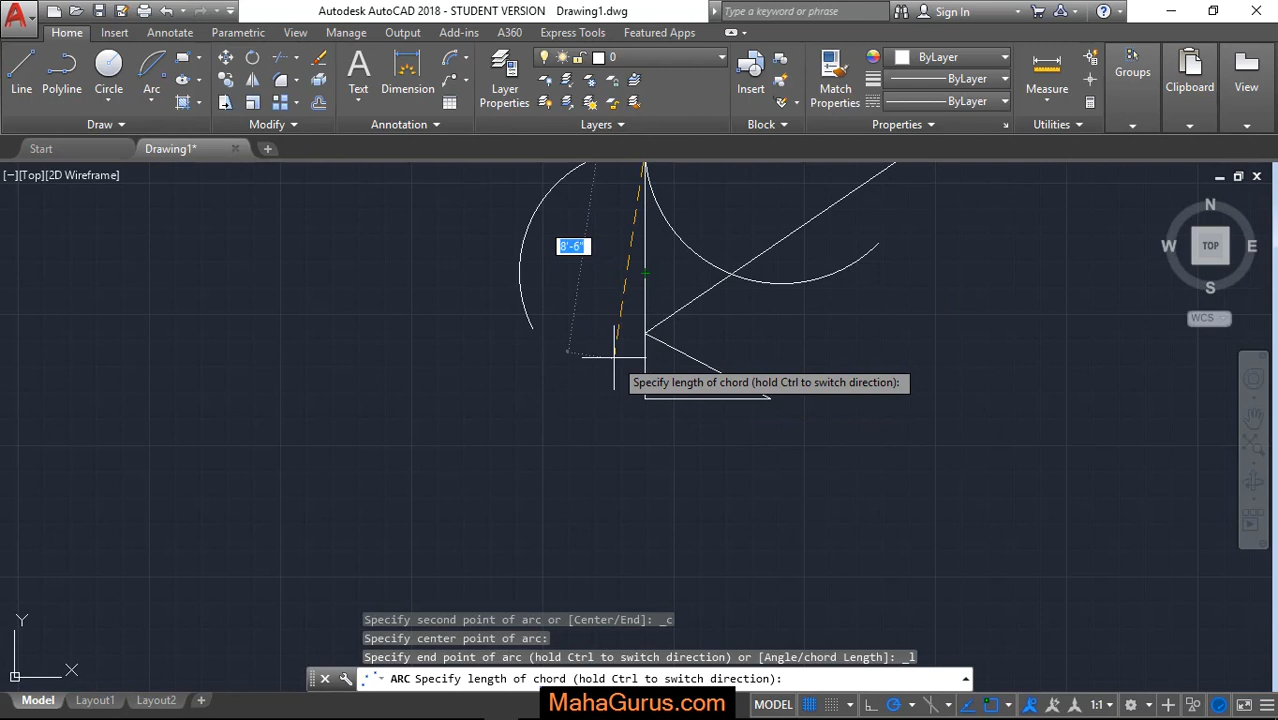 Autodesk AutoCAD 2018 - STUDENT VERSION Drawing1.dwg
Type a keyword or phrase
Sign In
Home Insert Annotate Parametric View Manage Output Add-ins A360 Express Tools Featured Apps
Line Polyline Circle Arc
Text Dimension
Layer Properties
0
Insert
Match Properties
ByLayer
ByLayer
ByLayer
Measure
Groups
Clipboard
View
Draw Modify Annotation Layers Block Properties Utilities
Start Drawing1*
[−][Top][2D Wireframe]
N
W TOP E
S
WCS
8'-6"
Specify length of chord (hold Ctrl to switch direction):
Specify second point of arc or [Center/End]: _c
Specify center point of arc:
Specify end point of arc (hold Ctrl to switch direction) or [Angle/chord Length]: _l
ARC Specify length of chord (hold Ctrl to switch direction):
Y
X
Model Layout1 Layout2
MahaGurus.com
MODEL
1:1